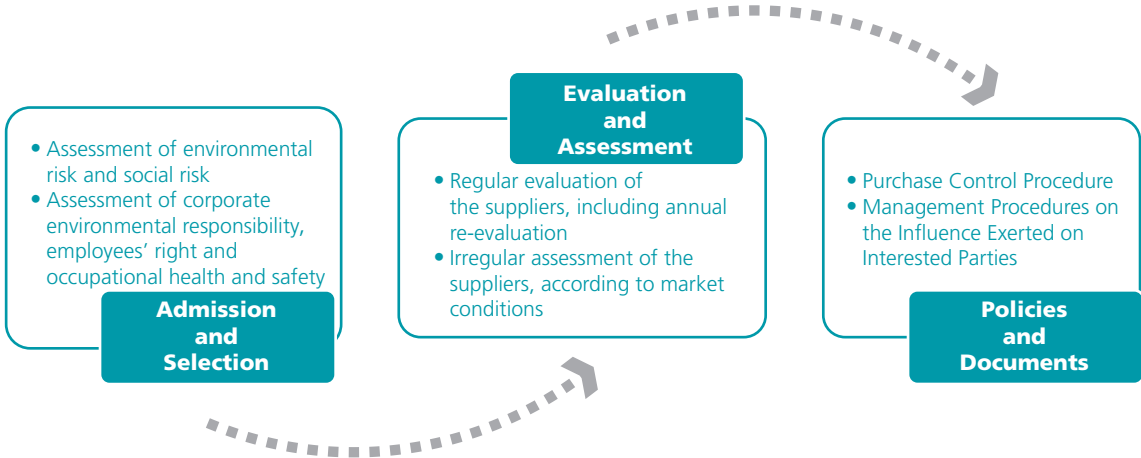 • Assessment of environmental
risk and social risk
• Assessment of corporate
environmental responsibility,
employees’ right and
occupational health and safety
Admission
and
Selection
Evaluation
and
Assessment
• Regular evaluation of
the suppliers, including annual
re-evaluation
• Irregular assessment of the
suppliers, according to market
conditions
• Purchase Control Procedure
• Management Procedures on
the Influence Exerted on
Interested Parties
Policies
and
Documents